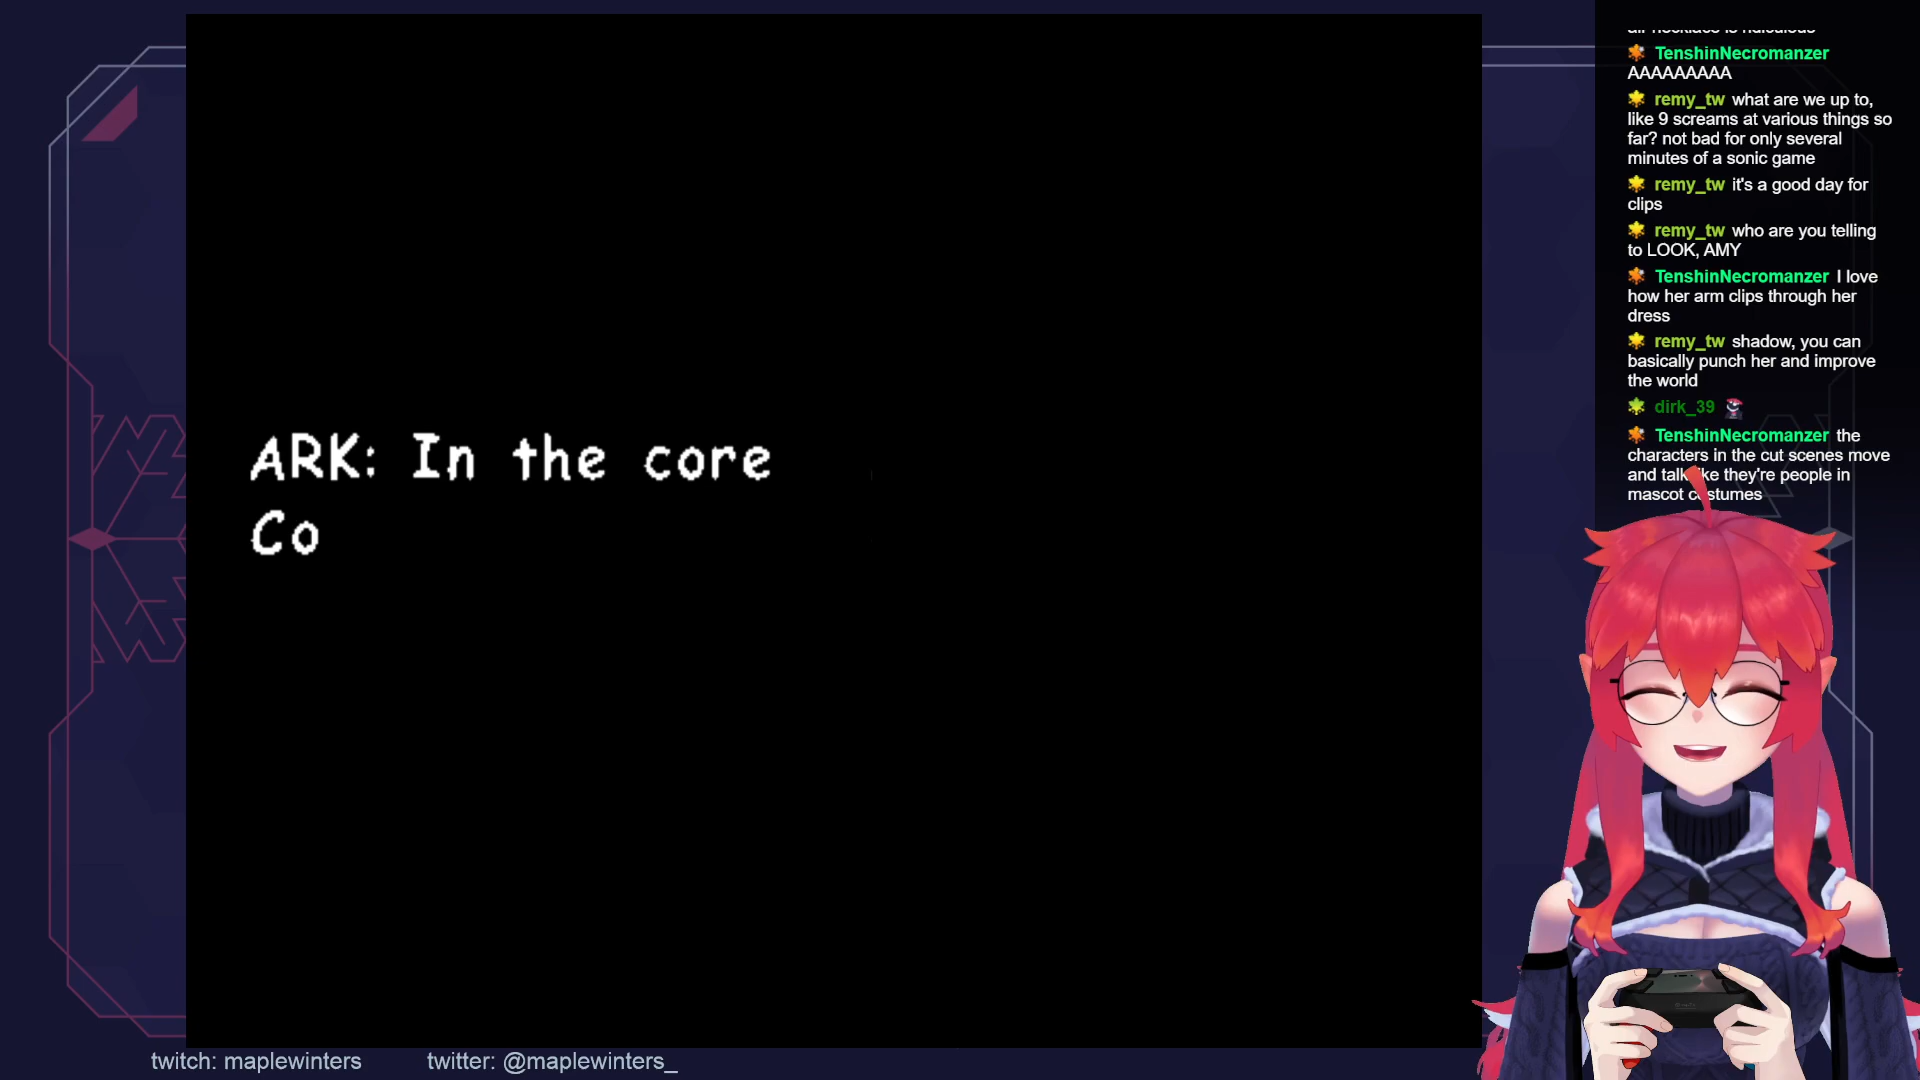 ARK: In the core
Co
TenshinNecromanzer
AAAAAAAAA
remy_tw what are we up to,
like 9 screams at various things so
far? not bad for only several
minutes of a sonic game
remy_tw it's a good day for
clips
remy_tw who are you telling
to LOOK, AMY
TenshinNecromanzer I love
how her arm clips through her
dress
remy_tw shadow, you can
basically punch her and improve
the world
dirk_39
TenshinNecromanzer the
characters in the cut scenes move
and talk like they're people in
mascot costumes
twitch: maplewinters
twitter: @maplewinters_